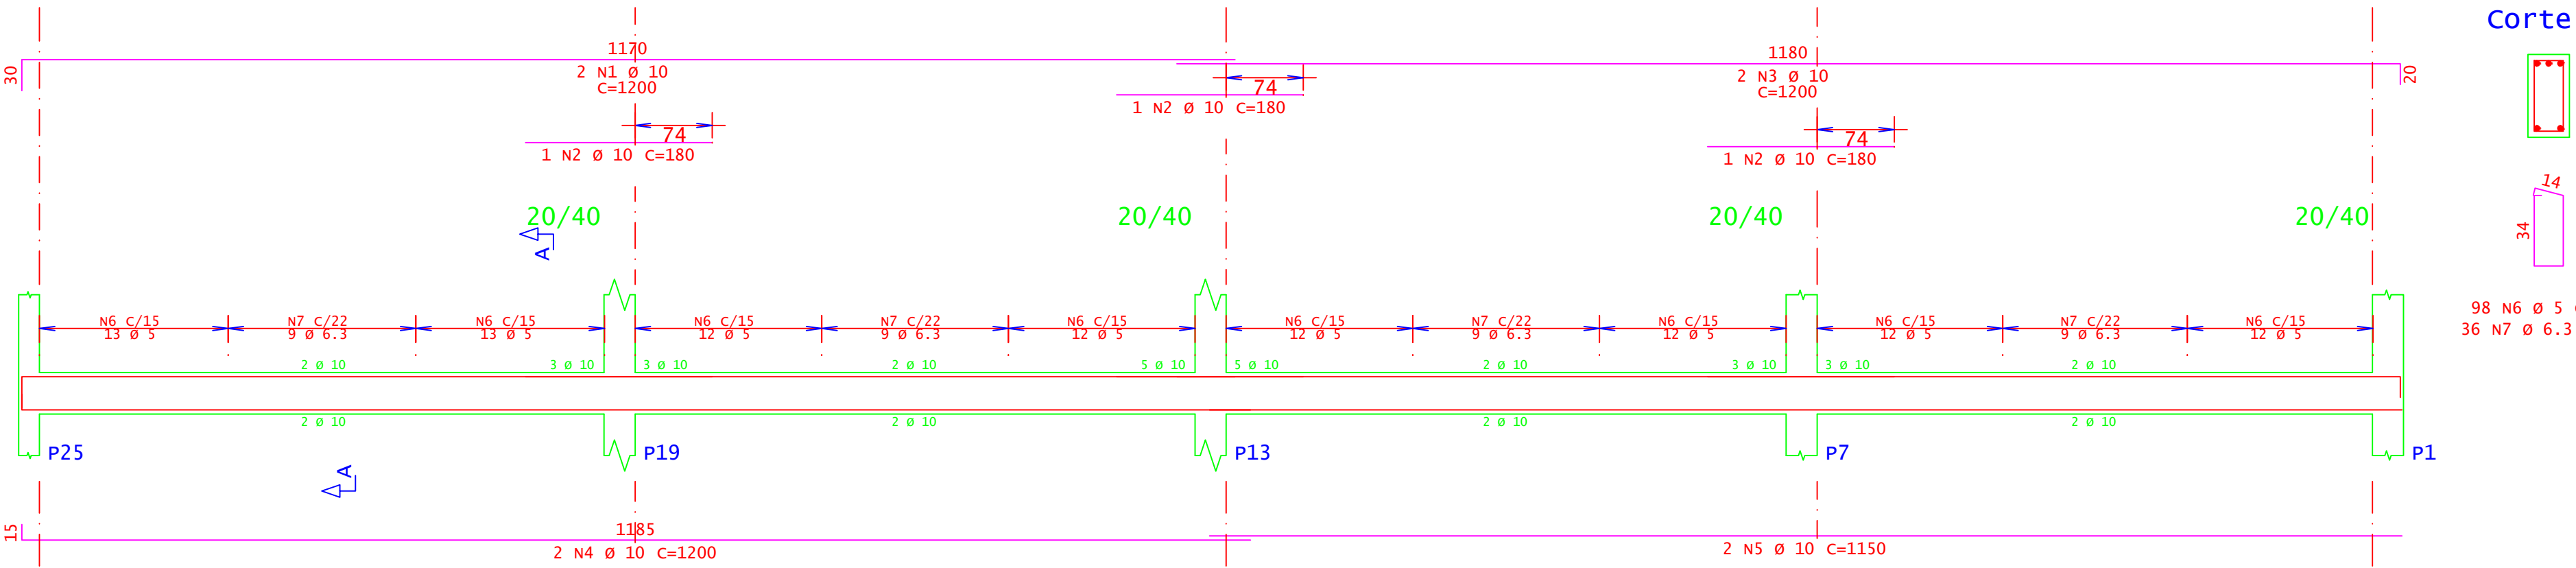 Corte
1170
2 N1 Ø 10
C=1200
30
1180
2 N3 Ø 10
C=1200
20
74
1 N2 Ø 10 C=180
74
1 N2 Ø 10 C=180
74
1 N2 Ø 10 C=180
20/40 20/40 20/40 20/40
A
14
34
98 N6 Ø 5
36 N7 Ø 6.3
N6 C/15 N7 C/22 N6 C/15 N6 C/15 N7 C/22 N6 C/15 N6 C/15 N7 C/22 N6 C/15 N6 C/15 N7 C/22 N6 C/15
13 Ø 5 9 Ø 6.3 13 Ø 5 12 Ø 5 9 Ø 6.3 12 Ø 5 12 Ø 5 9 Ø 6.3 12 Ø 5 12 Ø 5 9 Ø 6.3 12 Ø 5
2 Ø 10 3 Ø 10 3 Ø 10 2 Ø 10 5 Ø 10 5 Ø 10 2 Ø 10 3 Ø 10 3 Ø 10 2 Ø 10
2 Ø 10 2 Ø 10 2 Ø 10 2 Ø 10
P25 P19 P13 P7 P1
A
15
1185
2 N4 Ø 10 C=1200
2 N5 Ø 10 C=1150